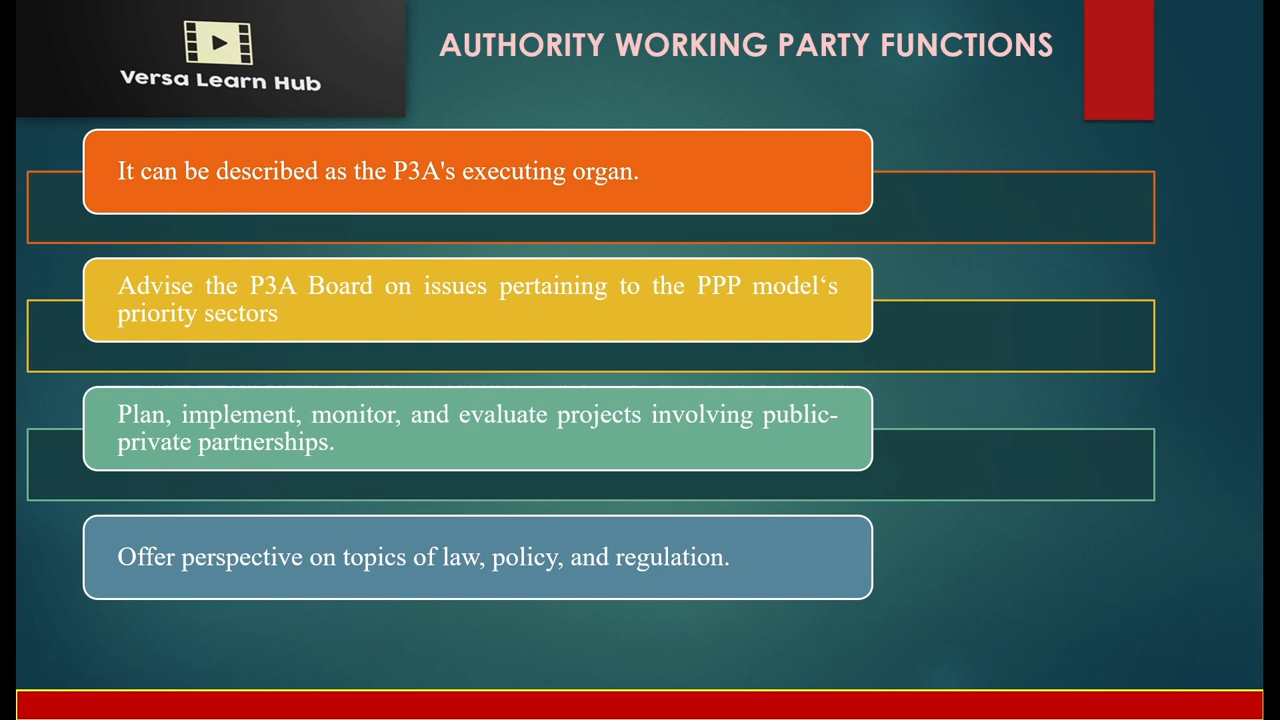 Versa Learn Hub
AUTHORITY WORKING PARTY FUNCTIONS
It can be described as the P3A's executing organ.
Advise the P3A Board on issues pertaining to the PPP model‘s
priority sectors
Plan, implement, monitor, and evaluate projects involving public-
private partnerships.
Offer perspective on topics of law, policy, and regulation.